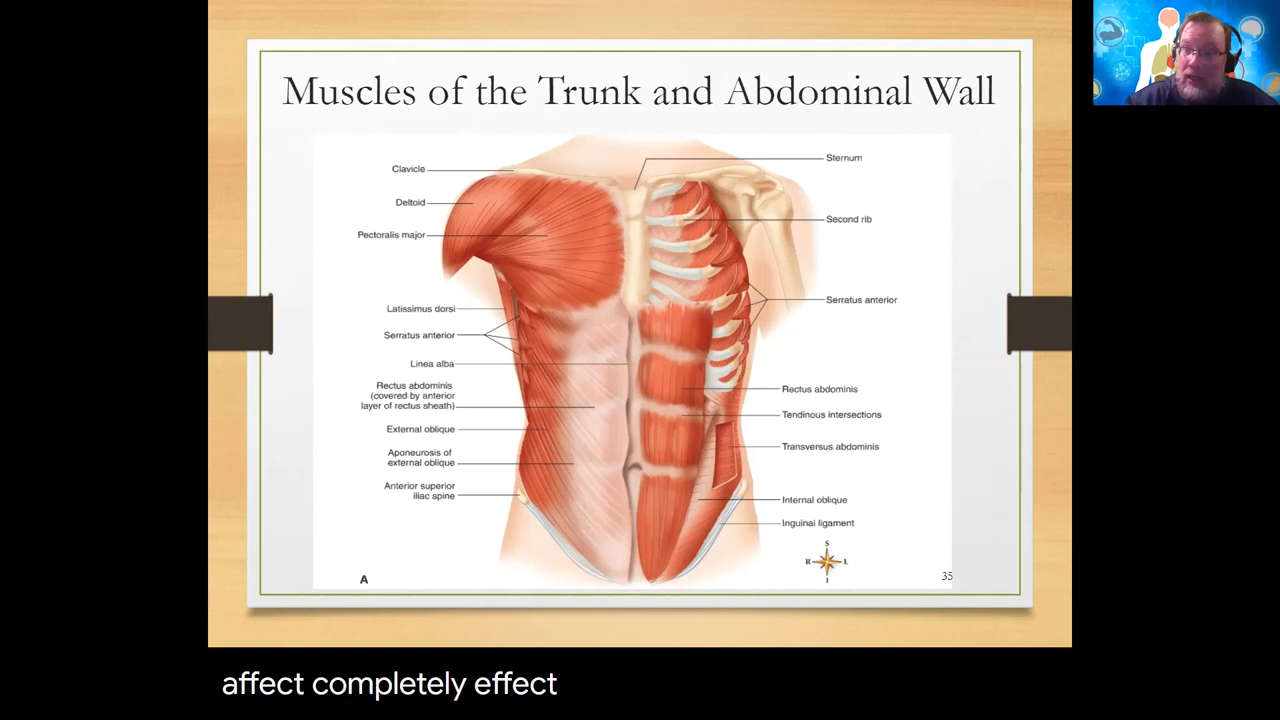 Muscles of the Trunk and Abdominal Wall
Clavicle
Deltoid
Pectoralis major
Latissimus dorsi
Serratus anterior
Linea alba
Rectus abdominis
(covered by anterior
layer of rectus sheath)
External oblique
Aponeurosis of
external oblique
Anterior superior
iliac spine
Sternum
Second rib
Serratus anterior
Rectus abdominis
Tendinous intersections
Transversus abdominis
Internal oblique
Inguinal ligament
S
R L
I
A
35
affect completely effect